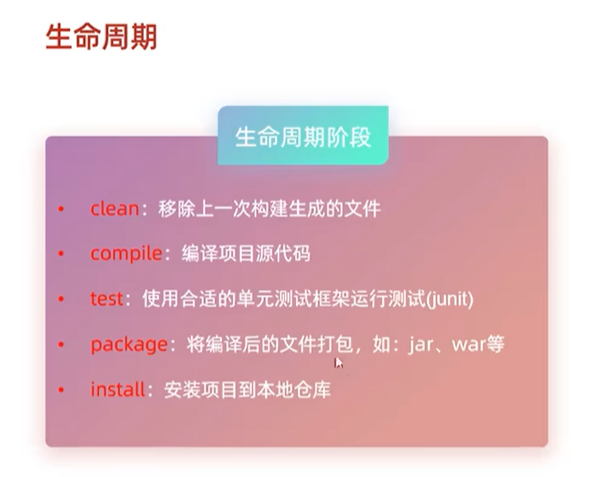 生命周期
生命周期阶段
• clean：移除上一次构建生成的文件
• compile：编译项目源代码
• test：使用合适的单元测试框架运行测试(junit)
• package：将编译后的文件打包，如：jar、war等
• install：安装项目到本地仓库